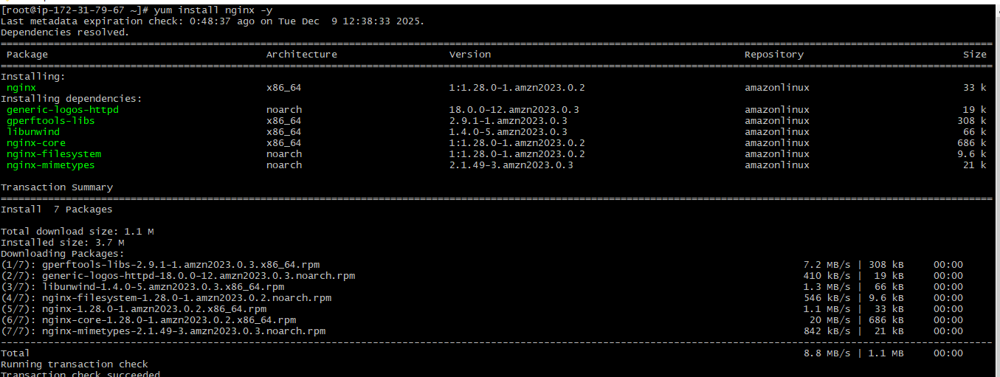 [root@ip-172-31-79-67 ~]# yum install nginx -y
Last metadata expiration check: 0:48:37 ago on Tue Dec  9 12:38:33 2025.
Dependencies resolved.
Package Architecture Version Repository Size
Installing:
nginx x86_64 1:1.28.0-1.amzn2023.0.2 amazonlinux 33 k
Installing dependencies:
generic-logos-httpd noarch 18.0.0-12.amzn2023.0.3 amazonlinux 19 k
gperftools-libs x86_64 2.9.1-1.amzn2023.0.3 amazonlinux 308 k
libunwind x86_64 1.4.0-5.amzn2023.0.3 amazonlinux 66 k
nginx-core x86_64 1:1.28.0-1.amzn2023.0.2 amazonlinux 686 k
nginx-filesystem noarch 1:1.28.0-1.amzn2023.0.2 amazonlinux 9.6 k
nginx-mimetypes noarch 2.1.49-3.amzn2023.0.3 amazonlinux 21 k
Transaction Summary
Install  7 Packages
Total download size: 1.1 M
Installed size: 3.7 M
Downloading Packages:
(1/7): gperftools-libs-2.9.1-1.amzn2023.0.3.x86_64.rpm 7.2 MB/s | 308 kB 00:00
(2/7): generic-logos-httpd-18.0.0-12.amzn2023.0.3.noarch.rpm 410 kB/s | 19 kB 00:00
(3/7): libunwind-1.4.0-5.amzn2023.0.3.x86_64.rpm 1.3 MB/s | 66 kB 00:00
(4/7): nginx-filesystem-1.28.0-1.amzn2023.0.2.noarch.rpm 546 kB/s | 9.6 kB 00:00
(5/7): nginx-1.28.0-1.amzn2023.0.2.x86_64.rpm 1.1 MB/s | 33 kB 00:00
(6/7): nginx-core-1.28.0-1.amzn2023.0.2.x86_64.rpm 20 MB/s | 686 kB 00:00
(7/7): nginx-mimetypes-2.1.49-3.amzn2023.0.3.noarch.rpm 842 kB/s | 21 kB 00:00
Total 8.8 MB/s | 1.1 MB 00:00
Running transaction check
Transaction check succeeded